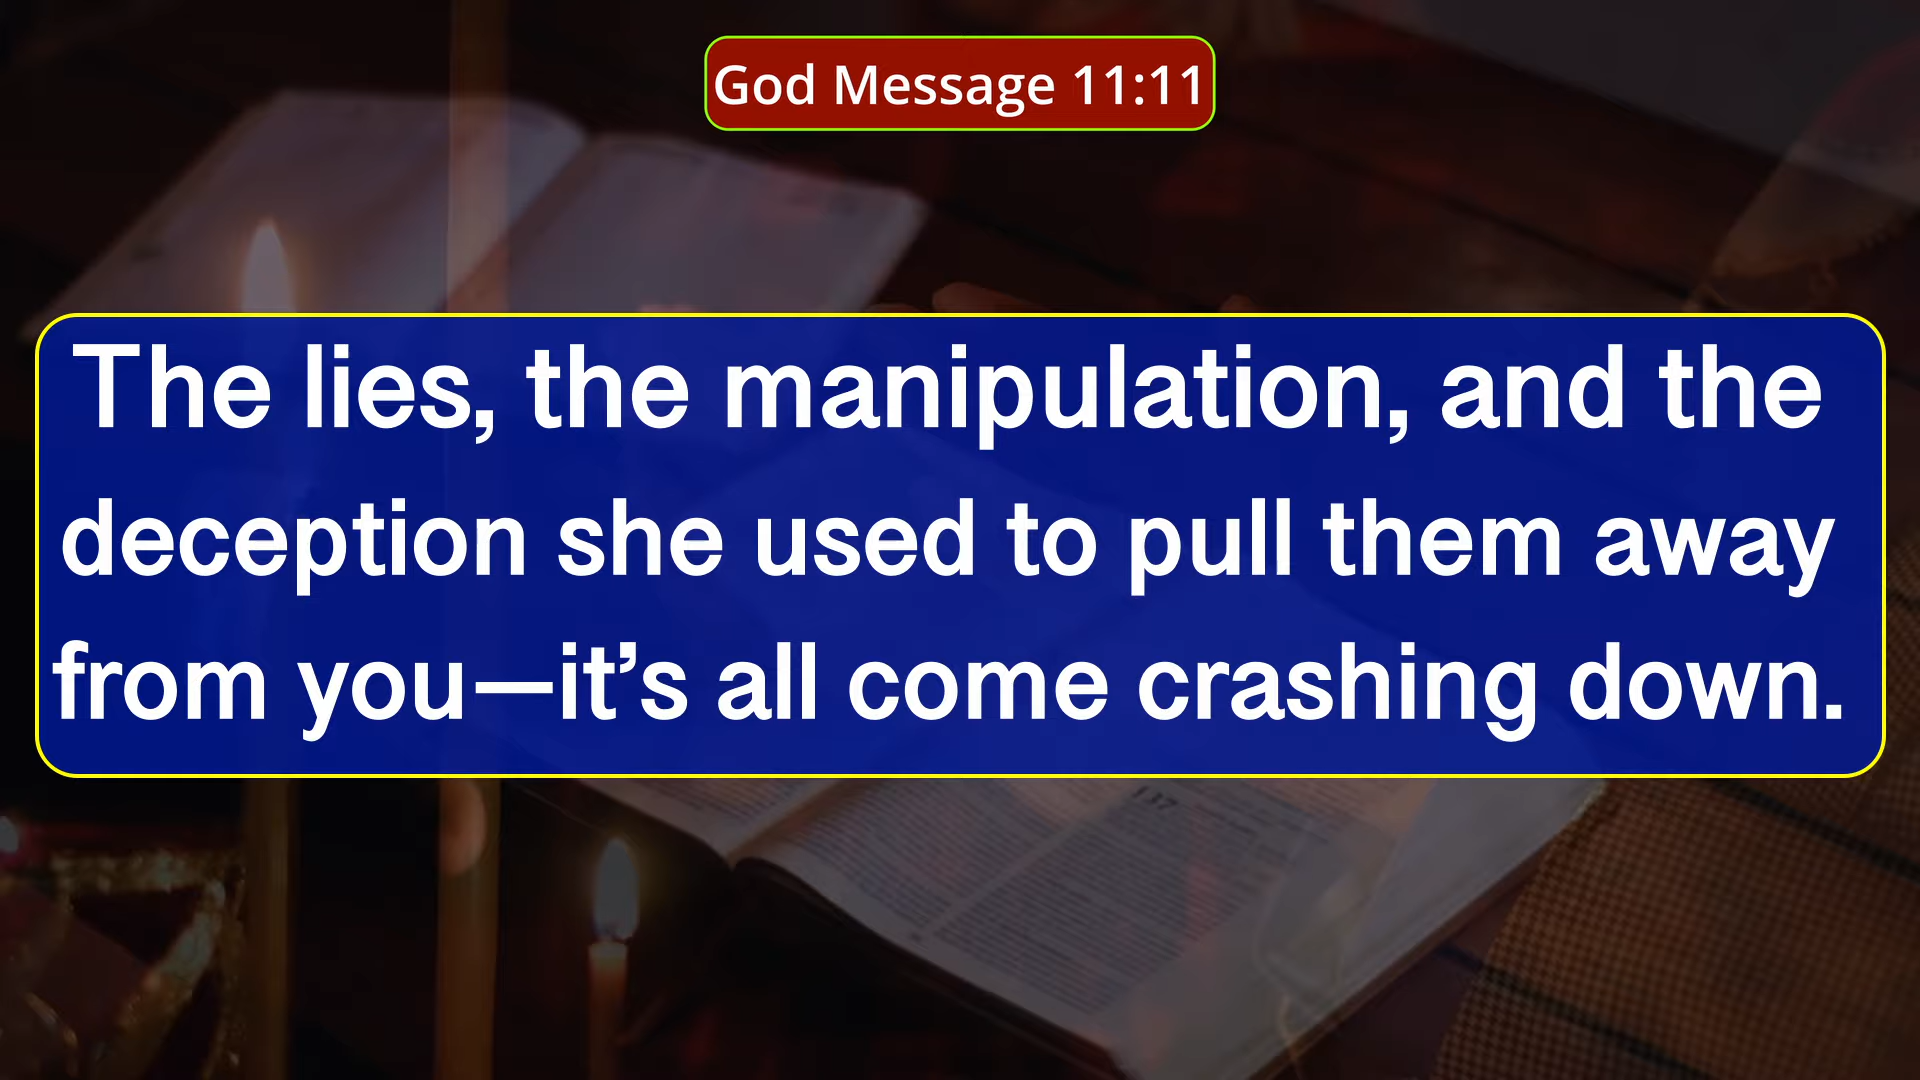 God Message 11:11
The lies, the manipulation, and the
deception she used to pull them away
from you—it’s all come crashing down.
137